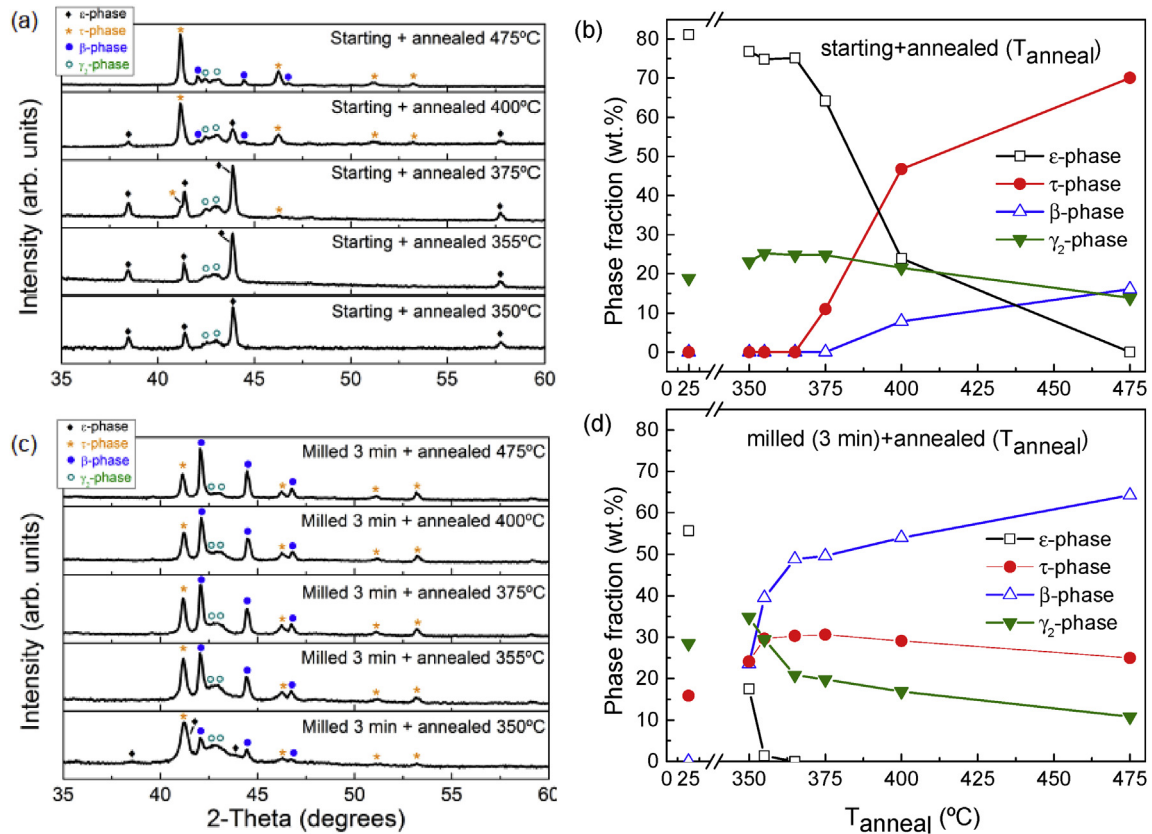 (a)
ε-phase
τ-phase
β-phase
γ2-phase
Starting + annealed 475ºC
Starting + annealed 400ºC
Starting + annealed 375ºC
Starting + annealed 355ºC
Starting + annealed 350ºC
Intensity (arb. units)
35 40 45 50 55 60
(b)
starting+annealed (Tanneal)
ε-phase
τ-phase
β-phase
γ2-phase
Phase fraction (wt.%)
80
70
60
50
40
30
20
10
0
0 25 350 375 400 425 450 475
(c)
ε-phase
τ-phase
β-phase
γ2-phase
Milled 3 min + annealed 475ºC
Milled 3 min + annealed 400ºC
Milled 3 min + annealed 375ºC
Milled 3 min + annealed 355ºC
Milled 3 min + annealed 350ºC
Intensity (arb. units)
35 40 45 50 55 60
2-Theta (degrees)
(d)
milled (3 min)+annealed (Tanneal)
ε-phase
τ-phase
β-phase
γ2-phase
Phase fraction (wt.%)
80
70
60
50
40
30
20
10
0
0 25 350 375 400 425 450 475
Tanneal (ºC)